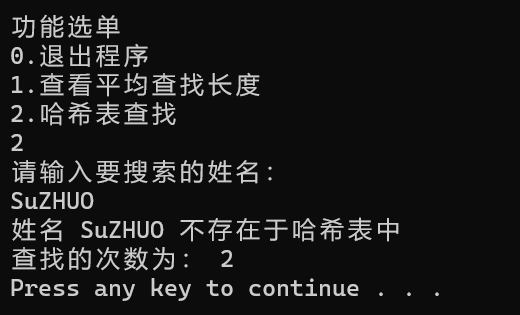 功能选单
0.退出程序
1.查看平均查找长度
2.哈希表查找
2
请输入要搜索的姓名：
SuZHUO
姓名 SuZHUO 不存在于哈希表中
查找的次数为： 2
Press any key to continue . . .